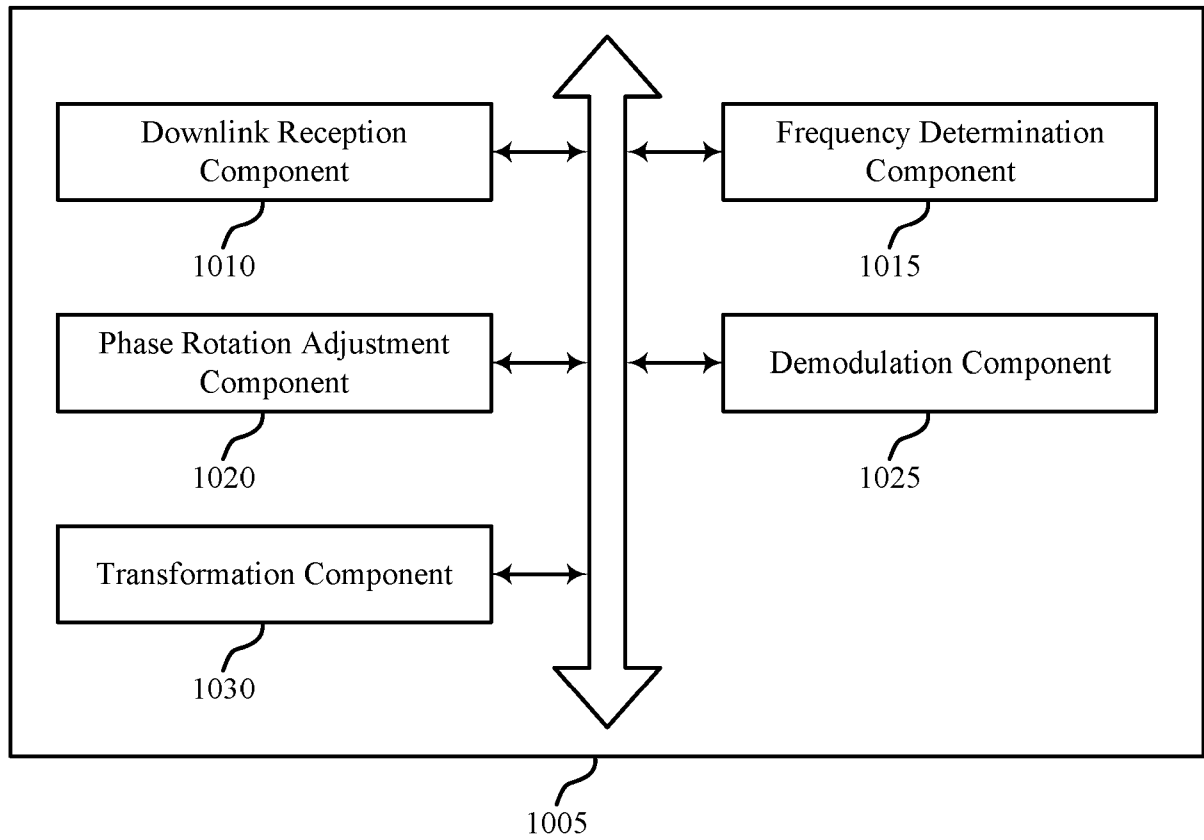 Downlink Reception
Component
1010
Frequency Determination
Component
1015
Phase Rotation Adjustment
Component
1020
Demodulation Component
1025
Transformation Component
1030
1005